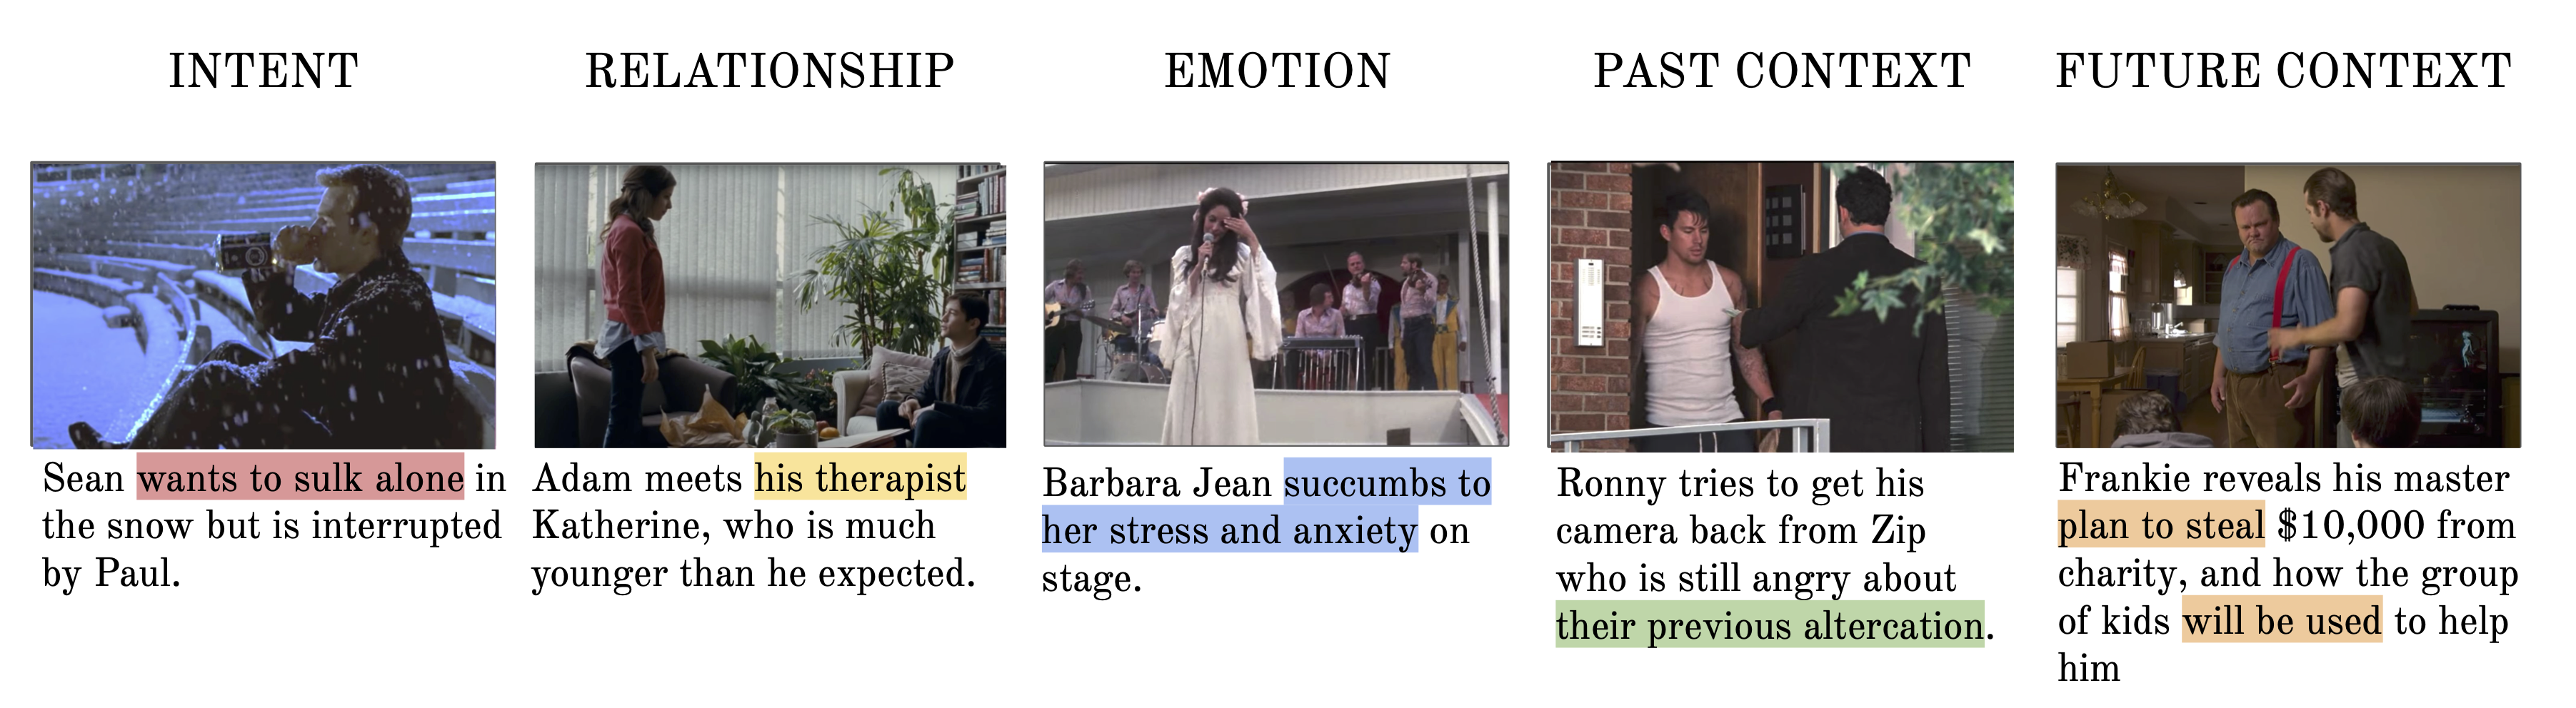 INTENT
RELATIONSHIP
EMOTION
PAST CONTEXT
FUTURE CONTEXT
Sean wants to sulk alone in
the snow but is interrupted
by Paul.
Adam meets his therapist
Katherine, who is much
younger than he expected.
Barbara Jean succumbs to
her stress and anxiety on
stage.
Ronny tries to get his
camera back from Zip
who is still angry about
their previous altercation.
Frankie reveals his master
plan to steal $10,000 from
charity, and how the group
of kids will be used to help
him